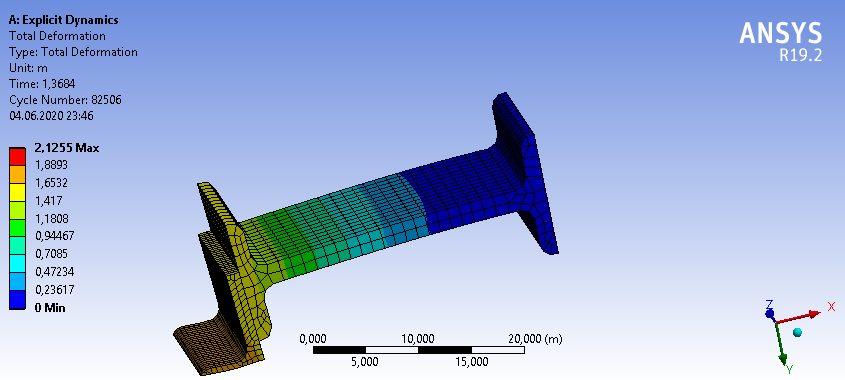 A: Explicit Dynamics
Total Deformation
Type: Total Deformation
Unit: m
Time: 1,3684
Cycle Number: 82506
04.06.2020 23:46
2,1255 Max
1,8893
1,6532
1,417
1,1808
0,94467
0,7085
0,47234
0,23617
0 Min
ANSYS
R19.2
0,000 10,000 20,000 (m)
5,000 15,000
Z
X
Y